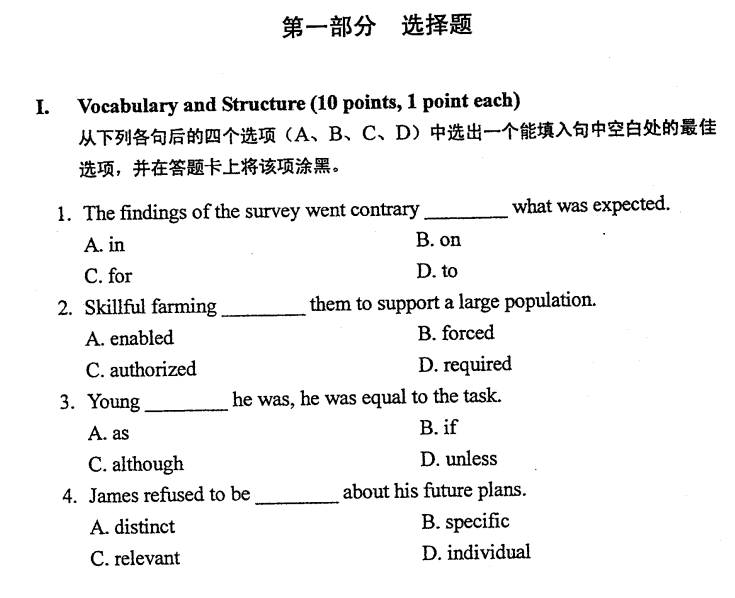 第一部分 选择题
I. Vocabulary and Structure (10 points, 1 point each)
从下列各句后的四个选项（A、B、C、D）中选出一个能填入句中空白处的最佳
选项，并在答题卡上将该项涂黑。
1. The findings of the survey went contrary ________ what was expected.
A. in B. on
C. for D. to
2. Skillful farming ________ them to support a large population.
A. enabled B. forced
C. authorized D. required
3. Young ________ he was, he was equal to the task.
A. as B. if
C. although D. unless
4. James refused to be ________ about his future plans.
A. distinct B. specific
C. relevant D. individual